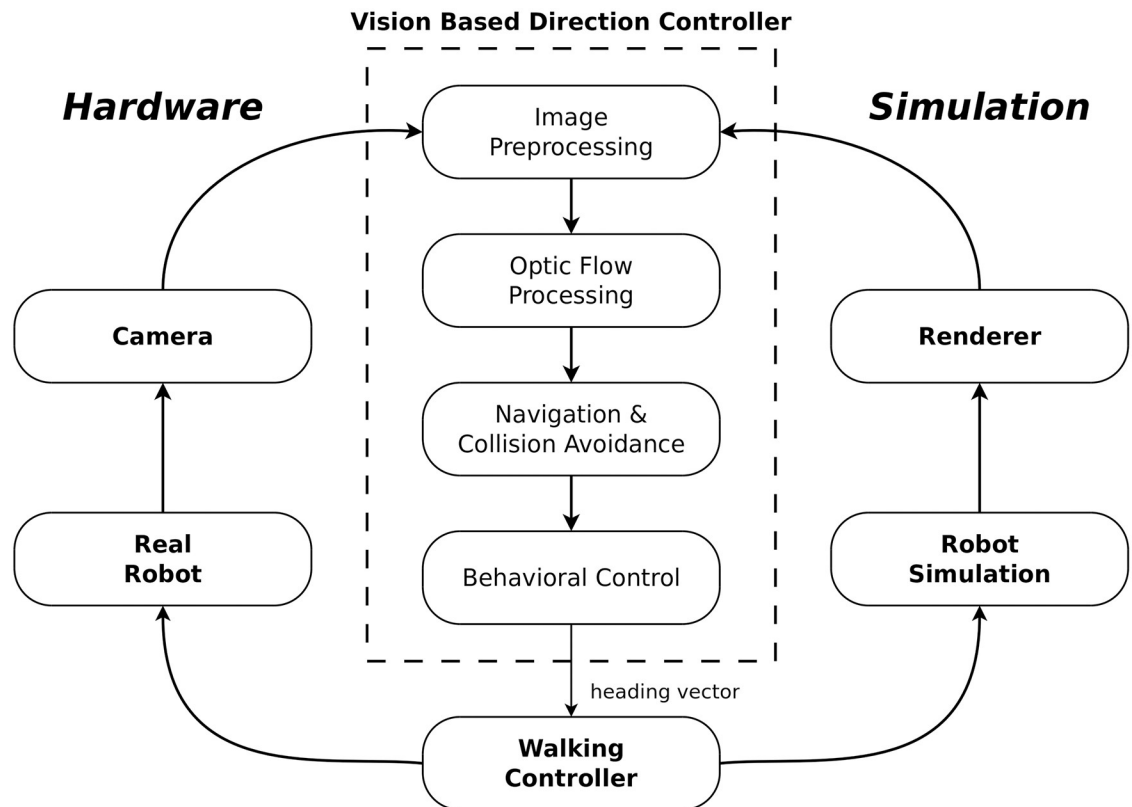 Vision Based Direction Controller
Hardware
Simulation
Image
Preprocessing
Optic Flow
Processing
Camera
Renderer
Navigation &
Collision Avoidance
Real
Robot
Behavioral Control
Robot
Simulation
heading vector
Walking
Controller